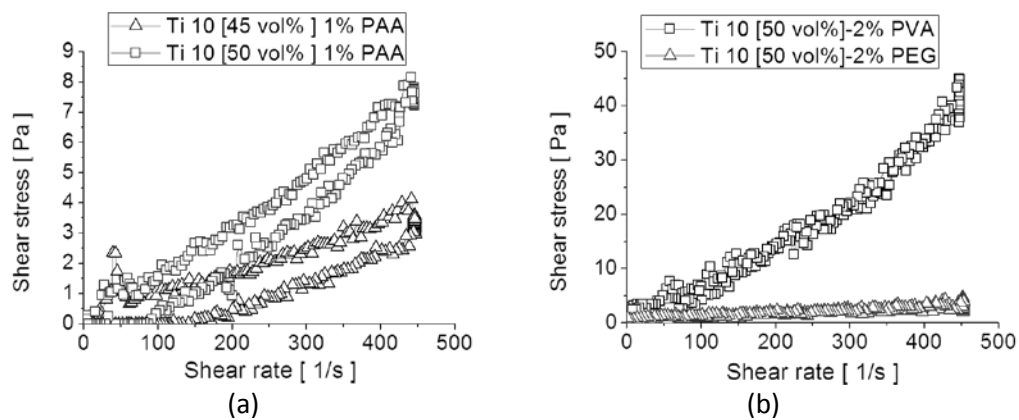 Ti 10 [45 vol% ] 1% PAA
Ti 10 [50 vol% ] 1% PAA
9
8
7
6
5
4
3
2
1
0
Shear stress [ Pa ]
0 100 200 300 400 500
Shear rate [ 1/s ]
(a)
Ti 10 [50 vol%]-2% PVA
Ti 10 [50 vol%]-2% PEG
50
40
30
20
10
0
Shear stress [ Pa ]
0 100 200 300 400 500
Shear rate [ 1/s ]
(b)